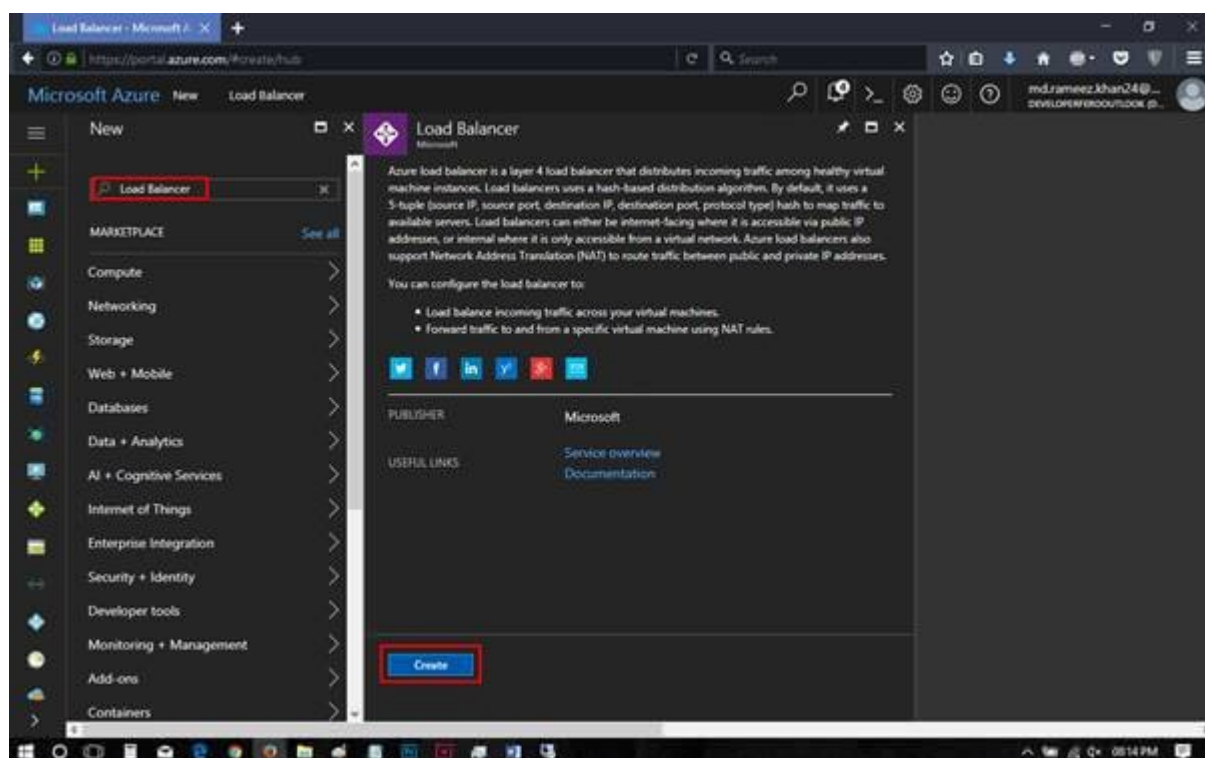 Load Balancer - Microsoft A
https://portal.azure.com/#create/hub
Search
Microsoft Azure New Load Balancer
4
md.rameez.khan24@...
New
Load Balancer
Microsoft
Load Balancer
MARKETPLACE See all
Compute
Networking
Storage
Web + Mobile
Databases
Data + Analytics
AI + Cognitive Services
Internet of Things
Enterprise Integration
Security + Identity
Developer tools
Monitoring + Management
Add-ons
Containers
Azure load balancer is a layer 4 load balancer that distributes incoming traffic among healthy virtual
machine instances. Load balancers uses a hash-based distribution algorithm. By default, it uses a
5-tuple (source IP, source port, destination IP, destination port, protocol type) hash to map traffic to
available servers. Load balancers can either be internet-facing where it is accessible via public IP
addresses, or internal where it is only accessible from a virtual network. Azure load balancers also
support Network Address Translation (NAT) to route traffic between public and private IP addresses.
You can configure the load balancer to:
• Load balance incoming traffic across your virtual machines.
• Forward traffic to and from a specific virtual machine using NAT rules.
PUBLISHER Microsoft
USEFUL LINKS Service overview
Documentation
Create
08:14 PM